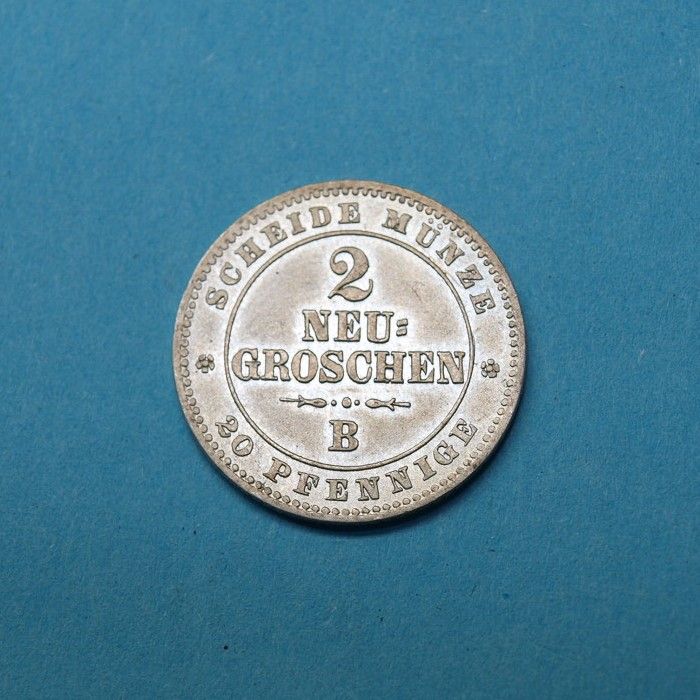 SCHEIDE MÜNZE
2
NEU=
GROSCHEN
B
20 PFENNIGE